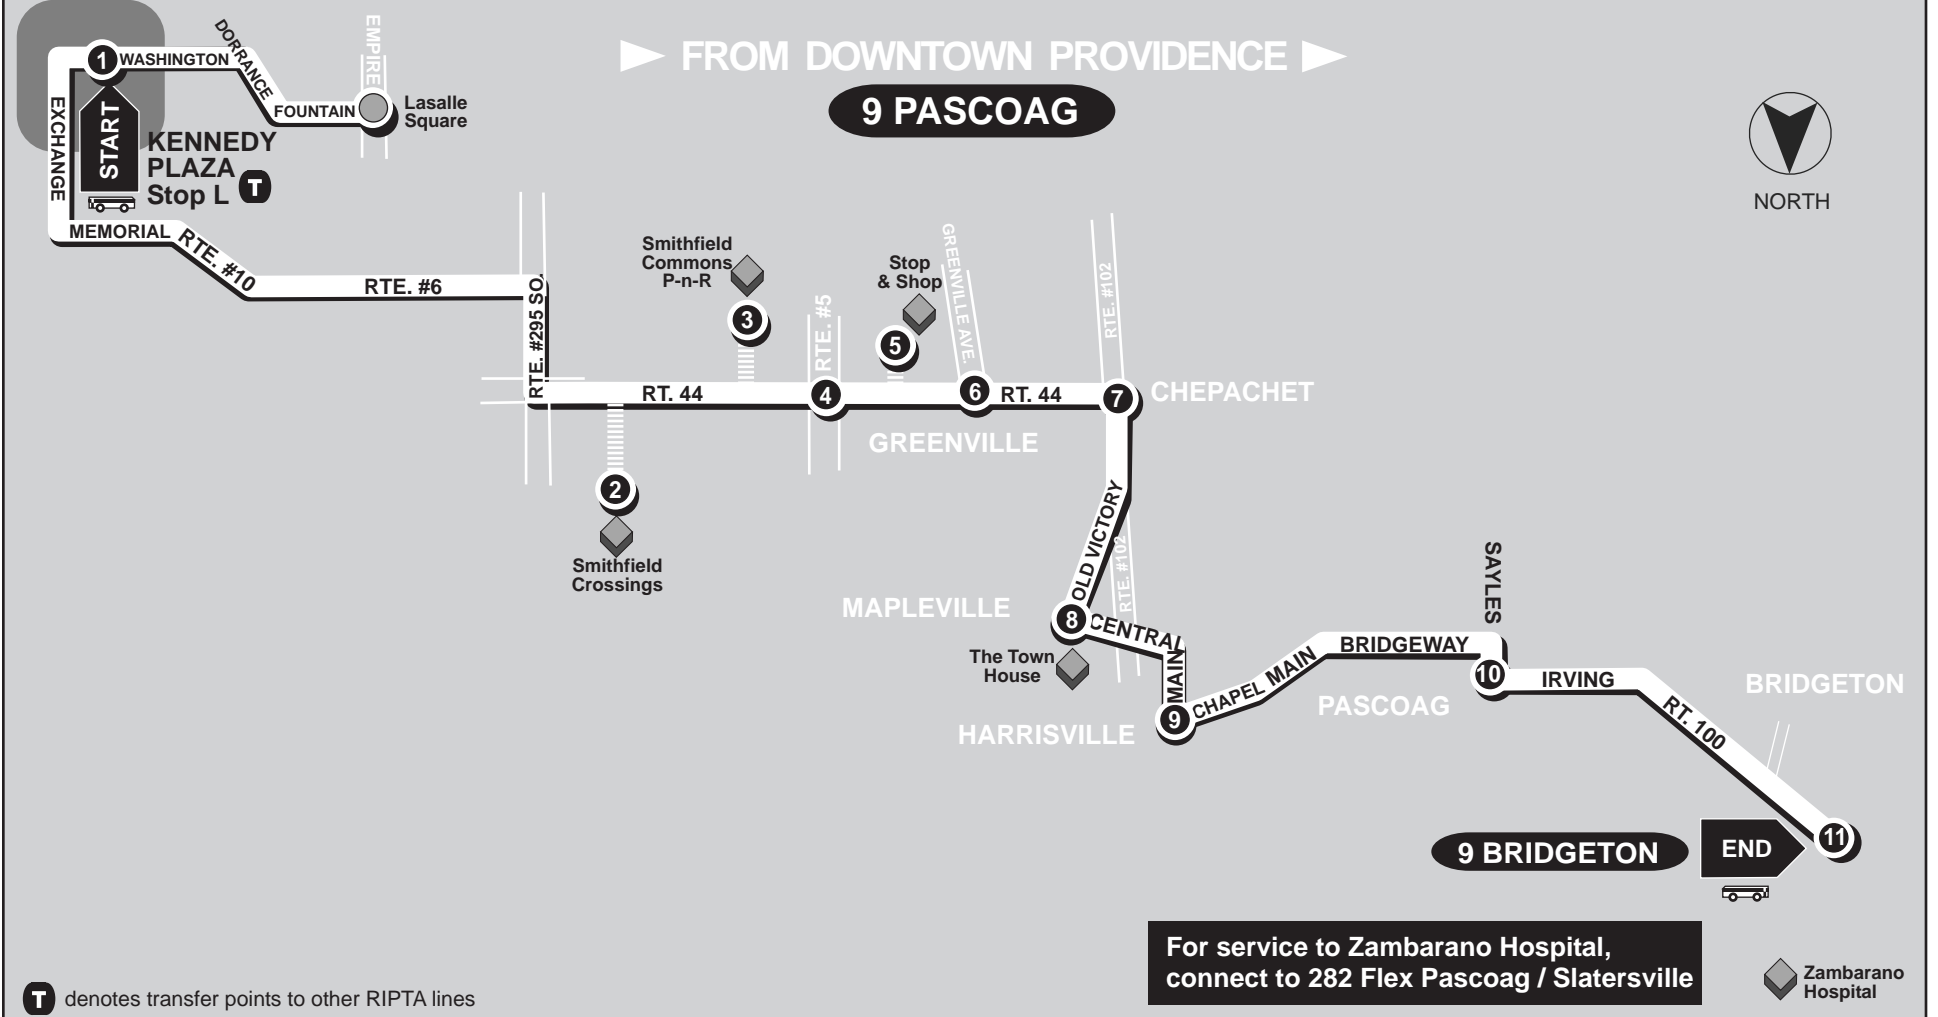 FROM DOWNTOWN PROVIDENCE
9 PASCOAG
NORTH
1
WASHINGTON
DORRANCE
FOUNTAIN
EMPIRE
Lasalle
Square
EXCHANGE
START
KENNEDY
PLAZA
Stop L
T
MEMORIAL
RTE. #10
RTE. #6
RTE. #295 SO.
Smithfield
Commons
P-n-R
3
RTE. #5
Stop
& Shop
5
GREENVILLE AVE.
RTE. #102
RT. 44
4
6
RT. 44
7
CHEPACHET
GREENVILLE
2
Smithfield
Crossings
OLD VICTORY
RTE. #102
MAPLEVILLE
8
CENTRAL
The Town
House
MAIN
HARRISVILLE
9
CHAPEL
MAIN
BRIDGEWAY
SAYLES
10
PASCOAG
IRVING
BRIDGETON
RT. 100
11
9 BRIDGETON
END
For service to Zambarano Hospital,
connect to 282 Flex Pascoag / Slatersville
Zambarano
Hospital
T denotes transfer points to other RIPTA lines